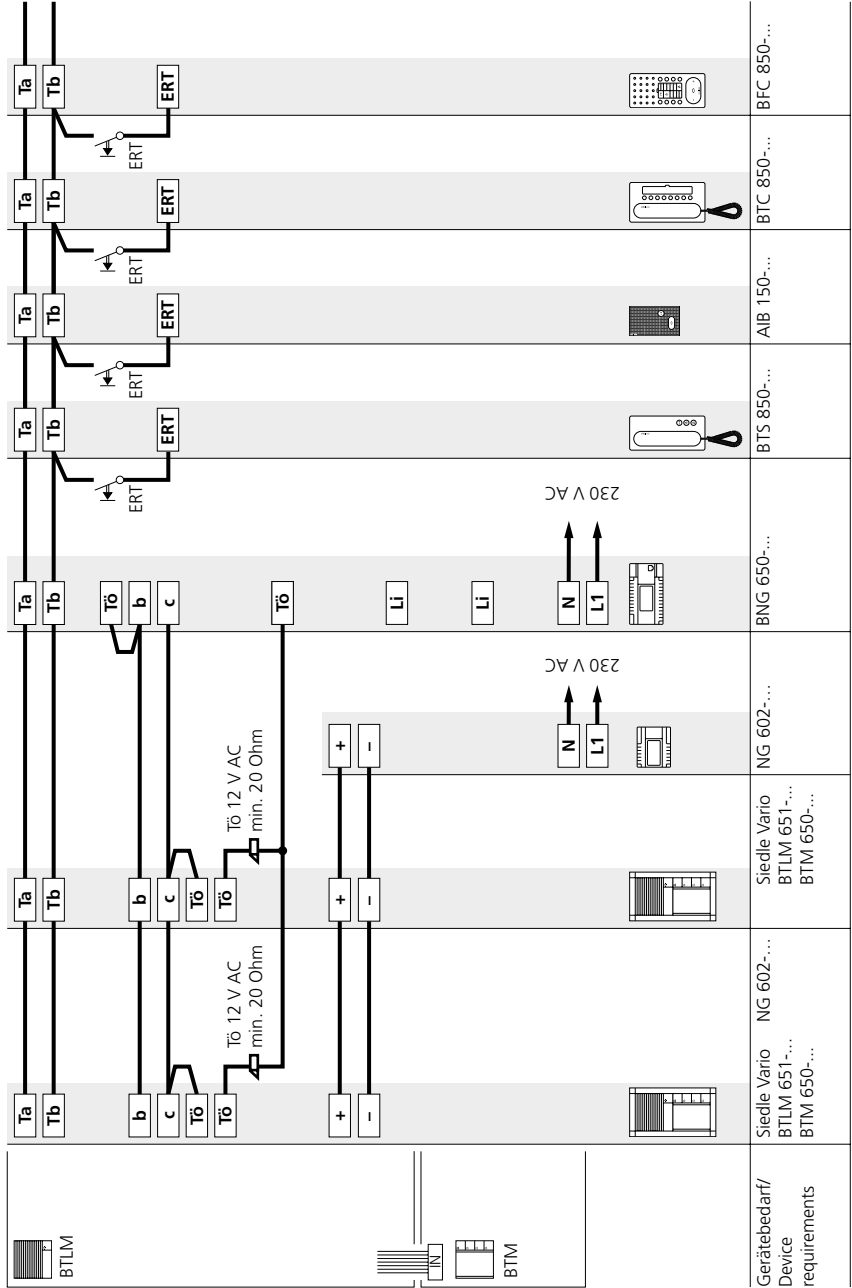 BTLM
IN
BTM
Gerätebedarf/
Device
requirements
Ta
Tb
b
c
Tö
Tö
Tö 12 V AC
min. 20 Ohm
+
–
Siedle Vario
BTLM 651-...
BTM 650-...
NG 602-...
Ta
Tb
b
c
Tö
Tö
Tö 12 V AC
min. 20 Ohm
+
–
Siedle Vario
BTLM 651-...
BTM 650-...
+
–
N
L1
230 V AC
NG 602-...
Ta
Tb
Tö
b
c
Tö
Li
Li
N
L1
230 V AC
BNG 650-...
ERT
Ta
Tb
ERT
BTS 850-...
ERT
Ta
Tb
ERT
AIB 150-...
ERT
Ta
Tb
ERT
BTC 850-...
ERT
Ta
Tb
ERT
BFC 850-...